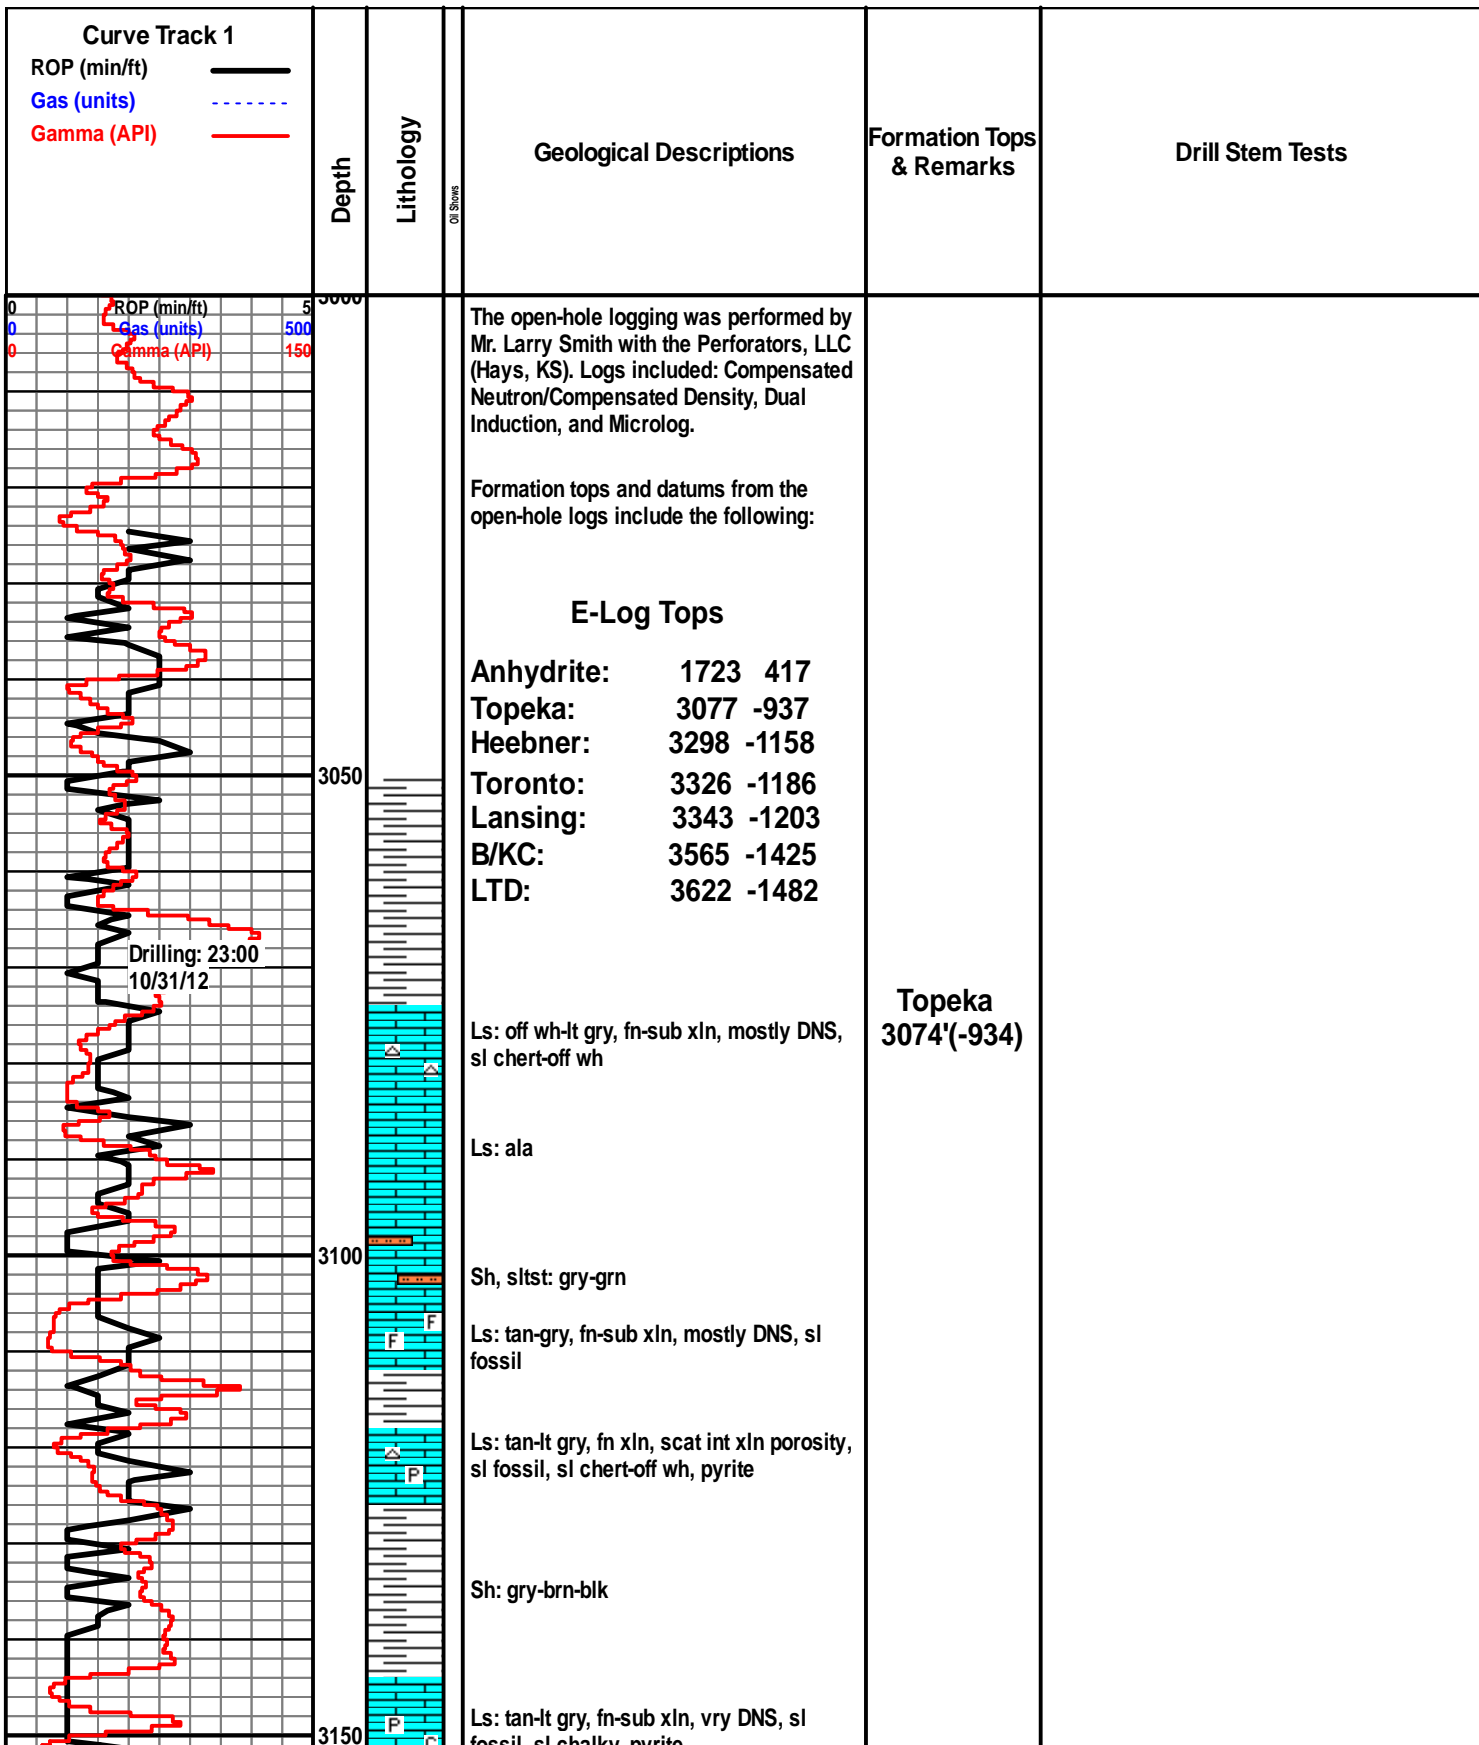 Curve Track 1
ROP (min/ft)
Gas (units)
Gamma (API)
Depth
Lithology
Oil Shows
Geological Descriptions
Formation Tops
& Remarks
Drill Stem Tests
0 ROP (min/ft) 5
0 Gas (units) 500
0 Gamma (API) 150
3000
The open-hole logging was performed by
Mr. Larry Smith with the Perforators, LLC
(Hays, KS). Logs included: Compensated
Neutron/Compensated Density, Dual
Induction, and Microlog.
Formation tops and datums from the
open-hole logs include the following:
E-Log Tops
Anhydrite: 1723 417
Topeka: 3077 -937
Heebner: 3298 -1158
3050
Toronto: 3326 -1186
Lansing: 3343 -1203
B/KC: 3565 -1425
LTD: 3622 -1482
Drilling: 23:00
10/31/12
Topeka
3074'(-934)
Ls: off wh-lt gry, fn-sub xln, mostly DNS,
sl chert-off wh
Ls: ala
3100
Sh, sltst: gry-grn
F
F
Ls: tan-gry, fn-sub xln, mostly DNS, sl
fossil
Ls: tan-lt gry, fn xln, scat int xln porosity,
sl fossil, sl chert-off wh, pyrite
P
Sh: gry-brn-blk
Ls: tan-lt gry, fn-sub xln, vry DNS, sl
fossil, sl chalky, pyrite
P
C
3150